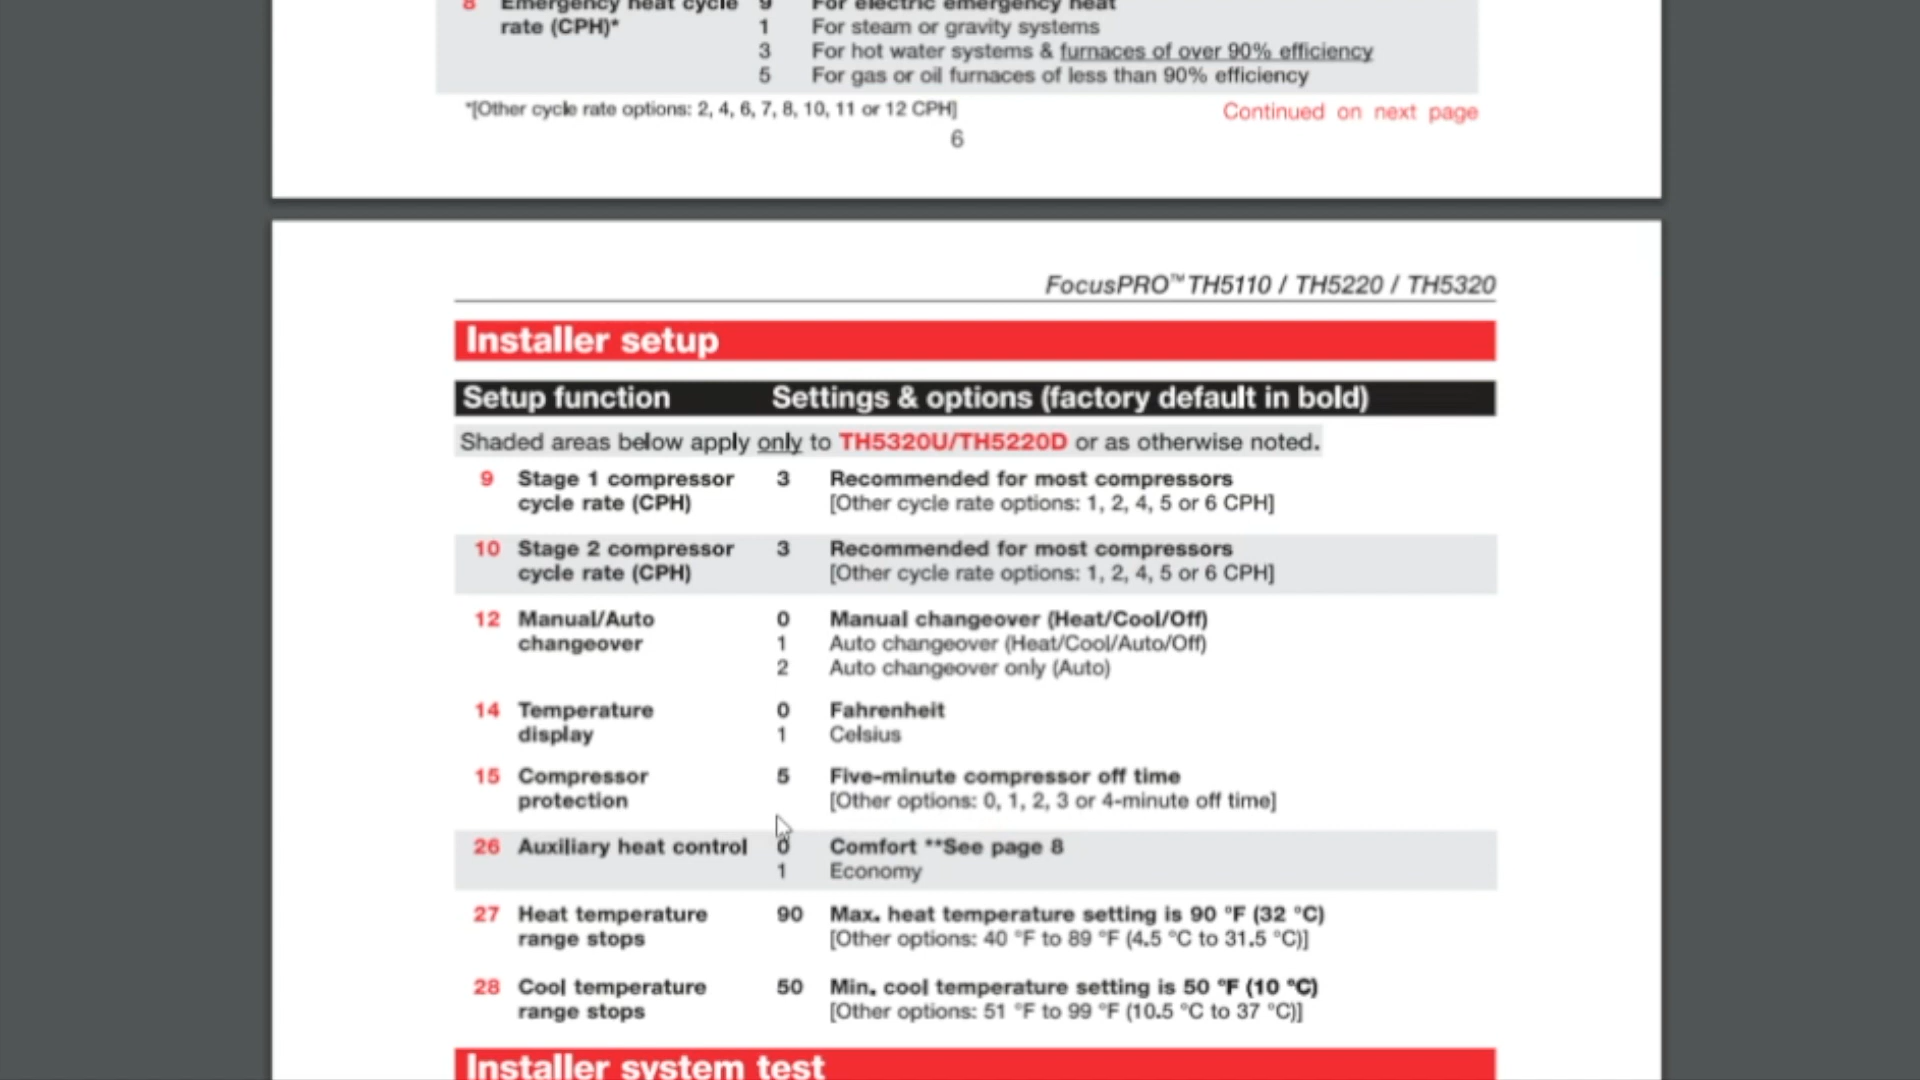 8 Emergency heat cycle 9 For electric emergency heat
rate (CPH)* 1 For steam or gravity systems
3 For hot water systems & furnaces of over 90% efficiency
5 For gas or oil furnaces of less than 90% efficiency
*[Other cycle rate options: 2, 4, 6, 7, 8, 10, 11 or 12 CPH]
Continued on next page
6
FocusPRO™ TH5110 / TH5220 / TH5320
Installer setup
Setup function Settings & options (factory default in bold)
Shaded areas below apply only to TH5320U/TH5220D or as otherwise noted.
9 Stage 1 compressor 3 Recommended for most compressors
cycle rate (CPH) [Other cycle rate options: 1, 2, 4, 5 or 6 CPH]
10 Stage 2 compressor 3 Recommended for most compressors
cycle rate (CPH) [Other cycle rate options: 1, 2, 4, 5 or 6 CPH]
12 Manual/Auto 0 Manual changeover (Heat/Cool/Off)
changeover 1 Auto changeover (Heat/Cool/Auto/Off)
2 Auto changeover only (Auto)
14 Temperature 0 Fahrenheit
display 1 Celsius
15 Compressor 5 Five-minute compressor off time
protection [Other options: 0, 1, 2, 3 or 4-minute off time]
26 Auxiliary heat control 0 Comfort **See page 8
1 Economy
27 Heat temperature 90 Max. heat temperature setting is 90 °F (32 °C)
range stops [Other options: 40 °F to 89 °F (4.5 °C to 31.5 °C)]
28 Cool temperature 50 Min. cool temperature setting is 50 °F (10 °C)
range stops [Other options: 51 °F to 99 °F (10.5 °C to 37 °C)]
Installer system test